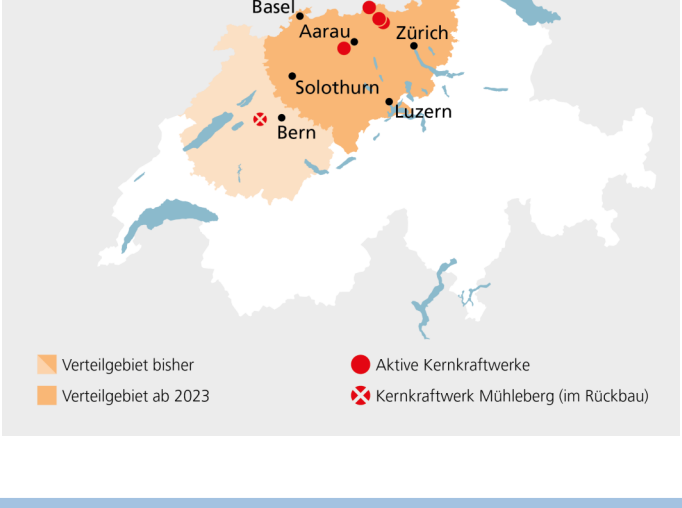 Basel
Aarau
Zürich
Solothurn
Luzern
Bern
Verteilgebiet bisher
Aktive Kernkraftwerke
Verteilgebiet ab 2023
Kernkraftwerk Mühleberg (im Rückbau)